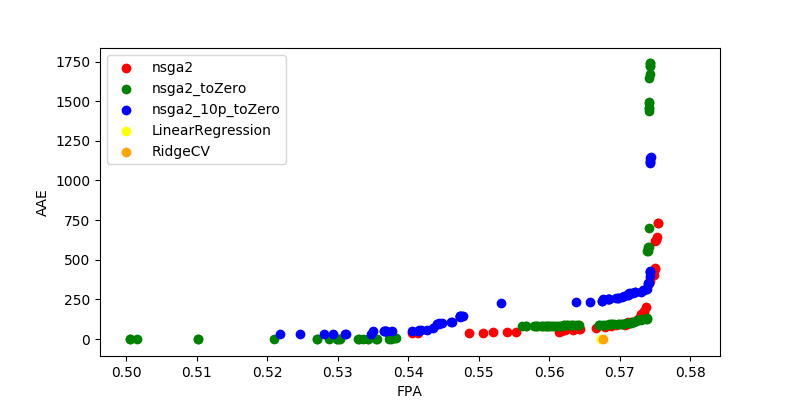 nsga2
nsga2_toZero
nsga2_10p_toZero
LinearRegression
RidgeCV
1750
1500
1250
1000
750
500
250
0
AAE
0.50 0.51 0.52 0.53 0.54 0.55 0.56 0.57 0.58
FPA